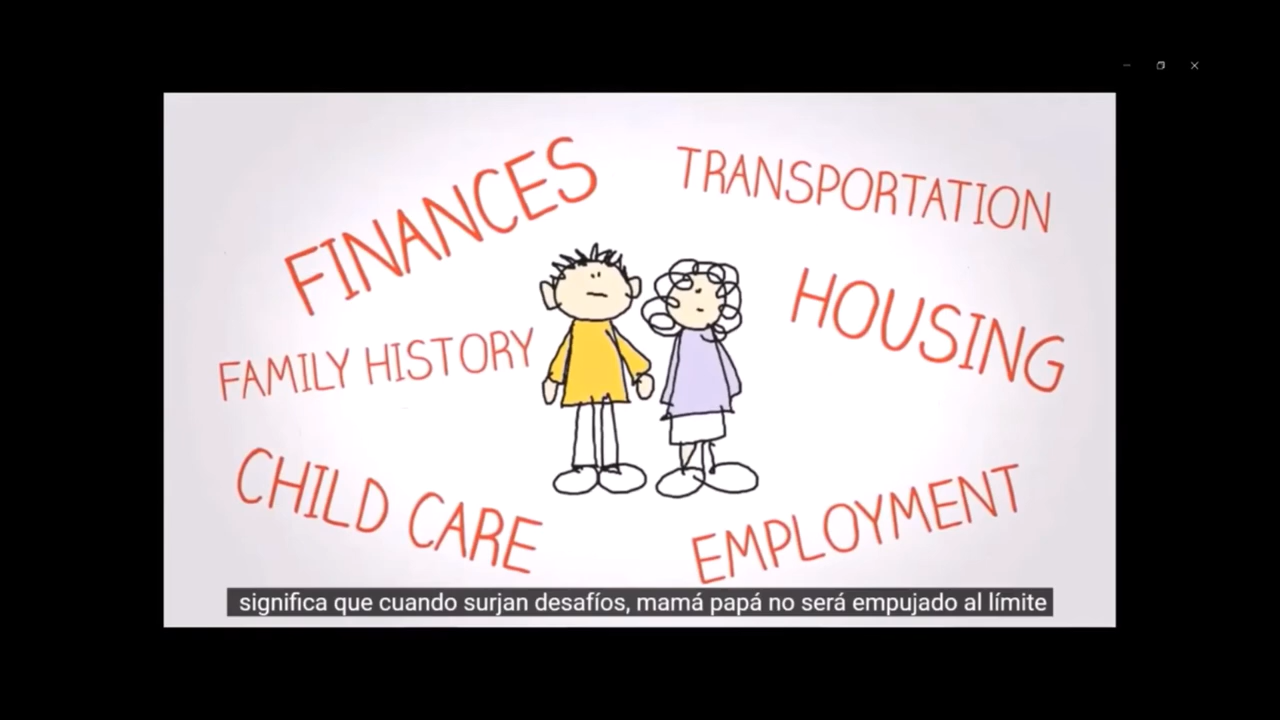 FINANCES
TRANSPORTATION
HOUSING
FAMILY HISTORY
CHILD CARE
EMPLOYMENT
significa que cuando surjan desafíos, mamá papá no será empujado al límite